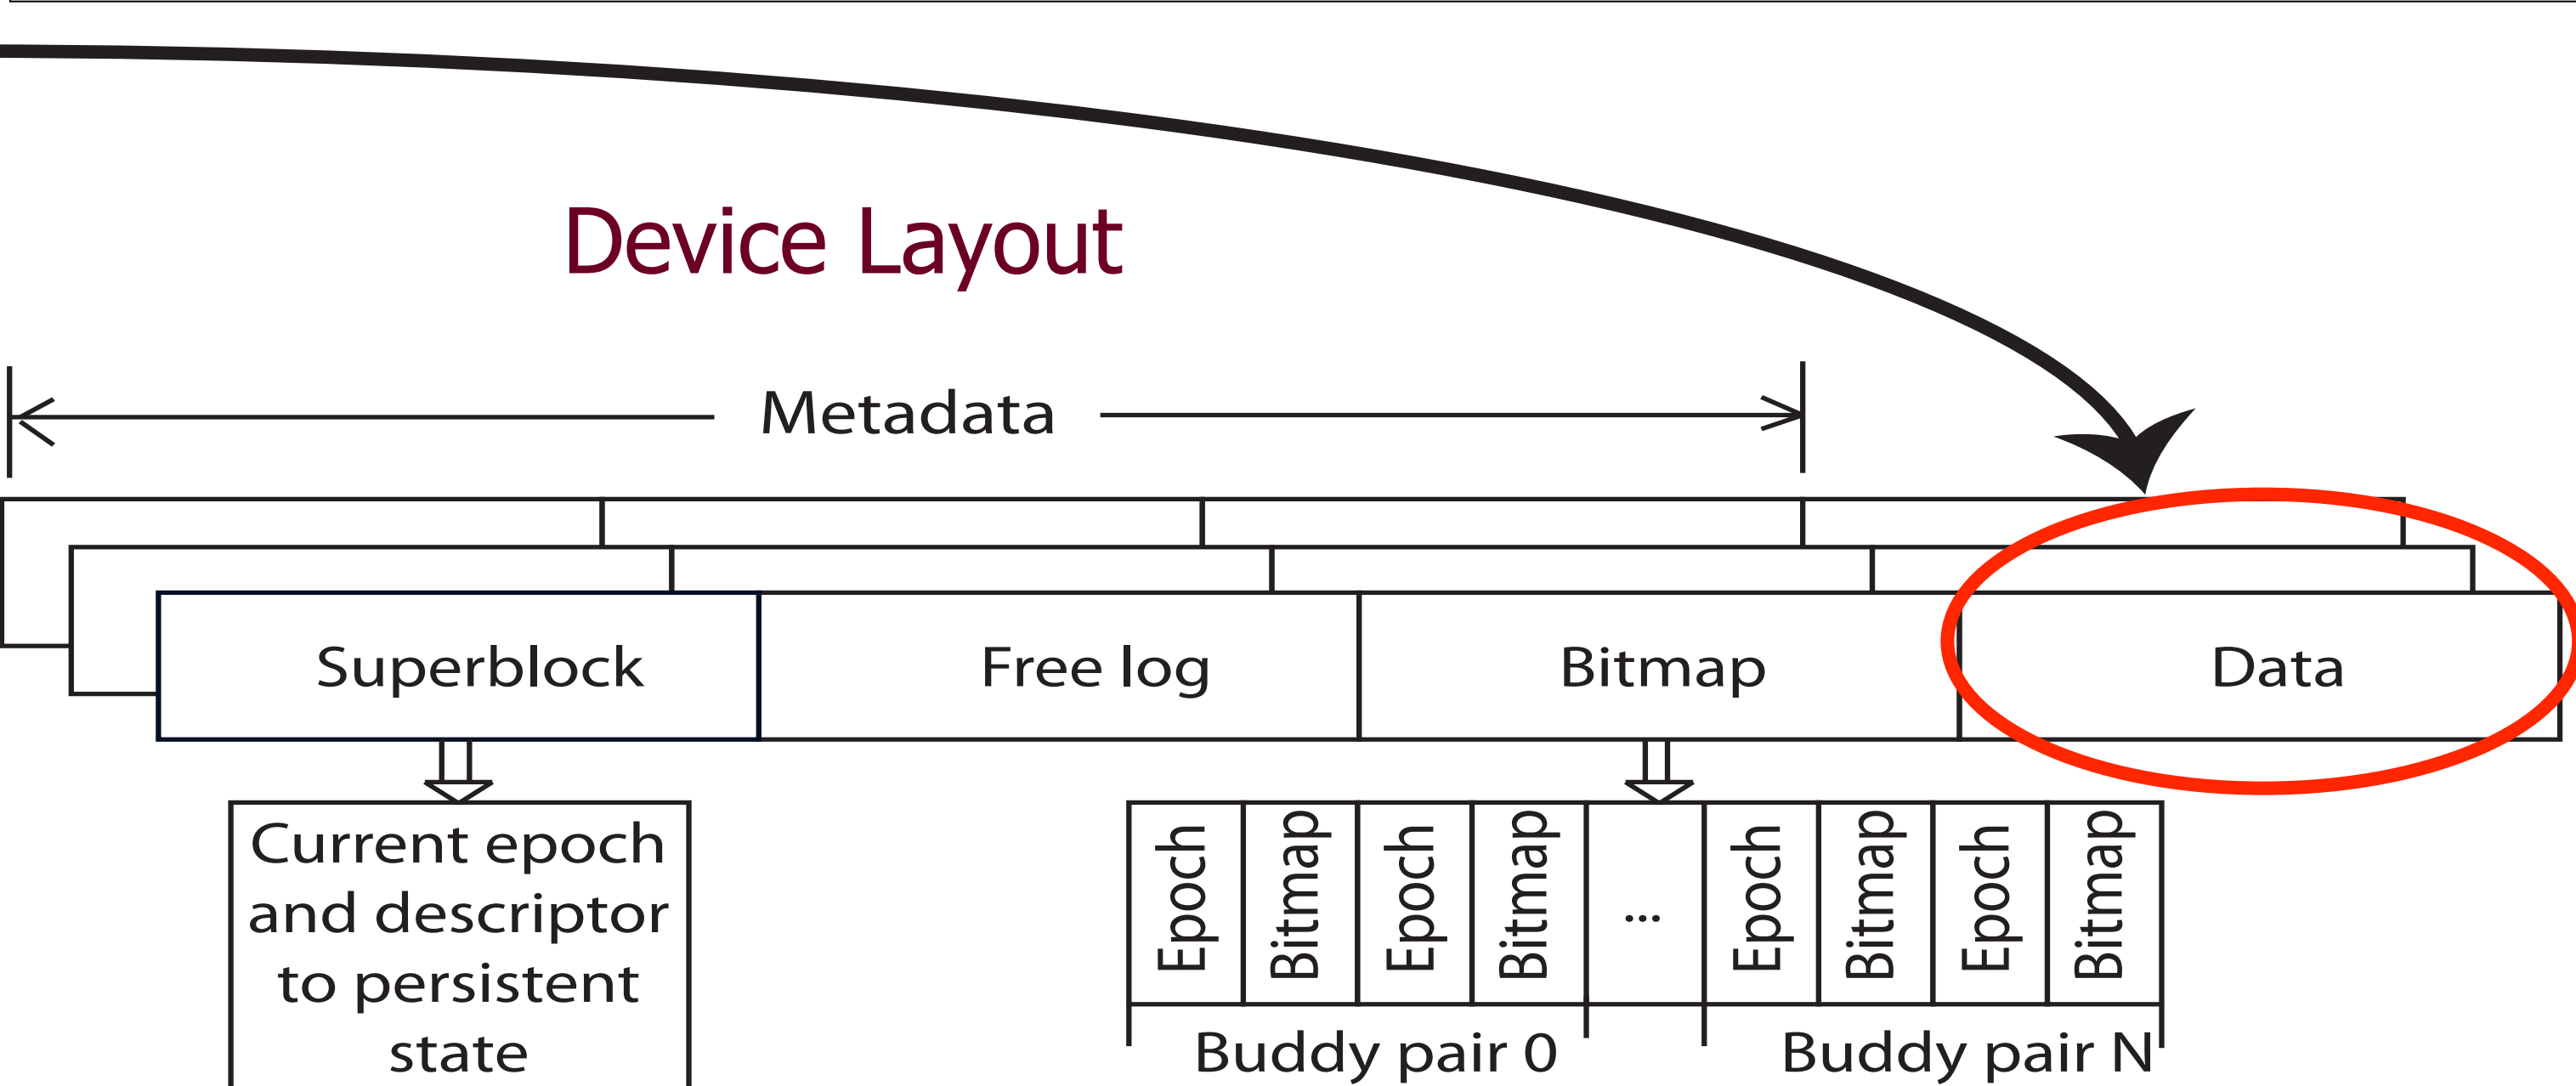 Device Layout
Metadata
Superblock
Free log
Bitmap
Data
Current epoch
and descriptor
to persistent
state
Epoch
Bitmap
Epoch
Bitmap
...
Epoch
Bitmap
Epoch
Bitmap
Buddy pair 0
Buddy pair N